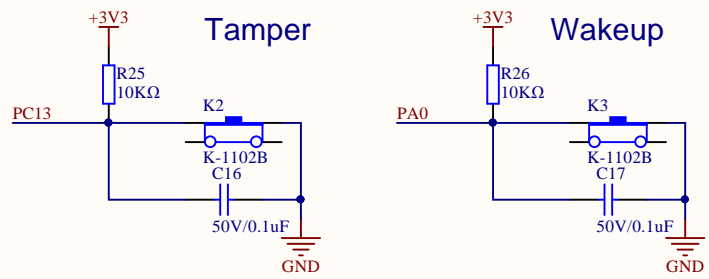 +3V3
Tamper
R25
10KΩ
PC13
K2
K-1102B
C16
50V/0.1uF
GND
+3V3
Wakeup
R26
10KΩ
PA0
K3
K-1102B
C17
50V/0.1uF
GND